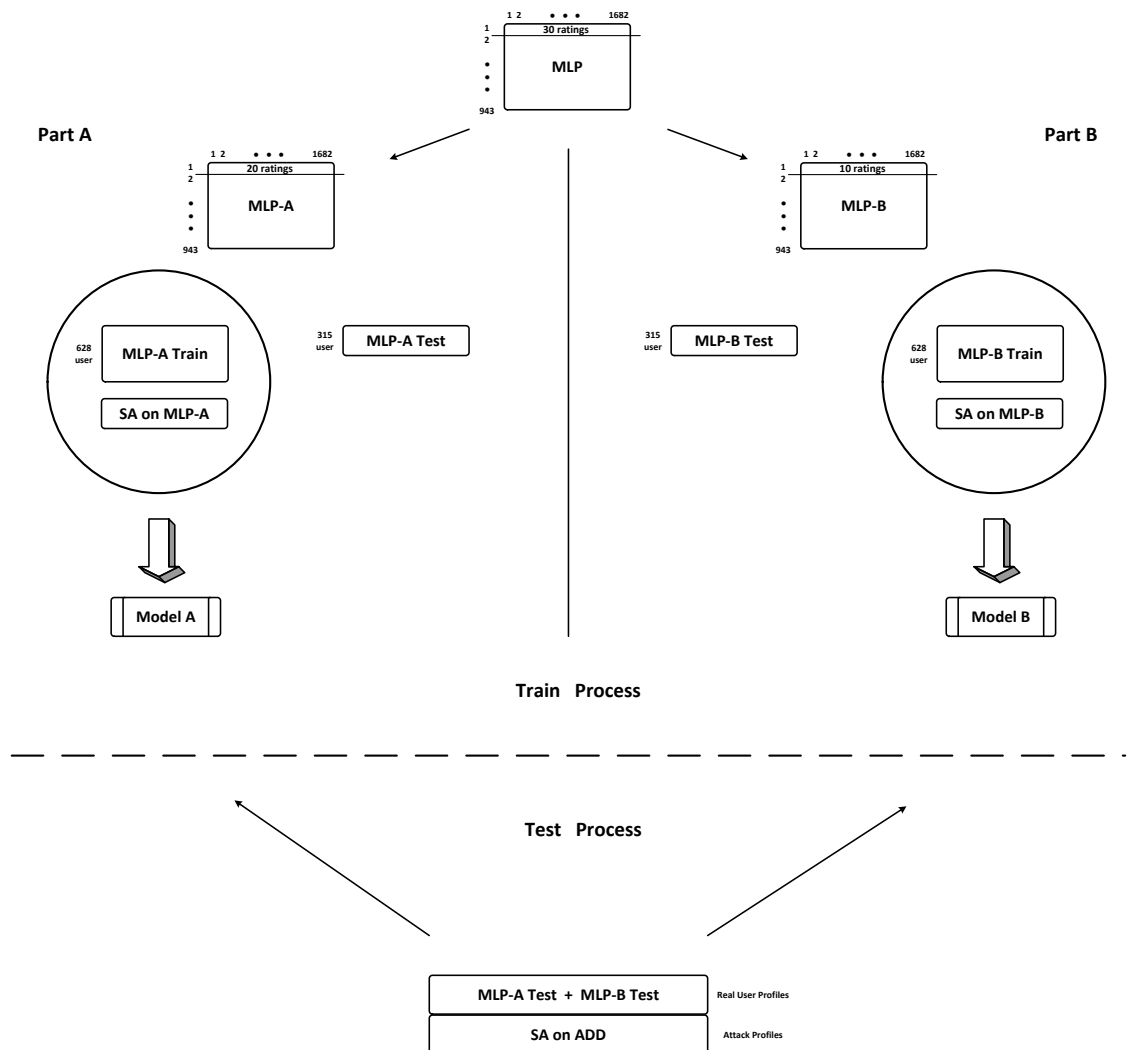 1 2 • • • 1682
1
30 ratings
2
MLP
•
•
•
943
Part A
Part B
1 2 • • • 1682
1
20 ratings
2
MLP-A
•
•
•
943
1 2 • • • 1682
1
10 ratings
2
MLP-B
•
•
•
943
628
user
MLP-A Train
SA on MLP-A
315
user
MLP-A Test
315
user
MLP-B Test
628
user
MLP-B Train
SA on MLP-B
Model A
Model B
Train Process
Test Process
MLP-A Test + MLP-B Test
Real User Profiles
SA on ADD
Attack Profiles